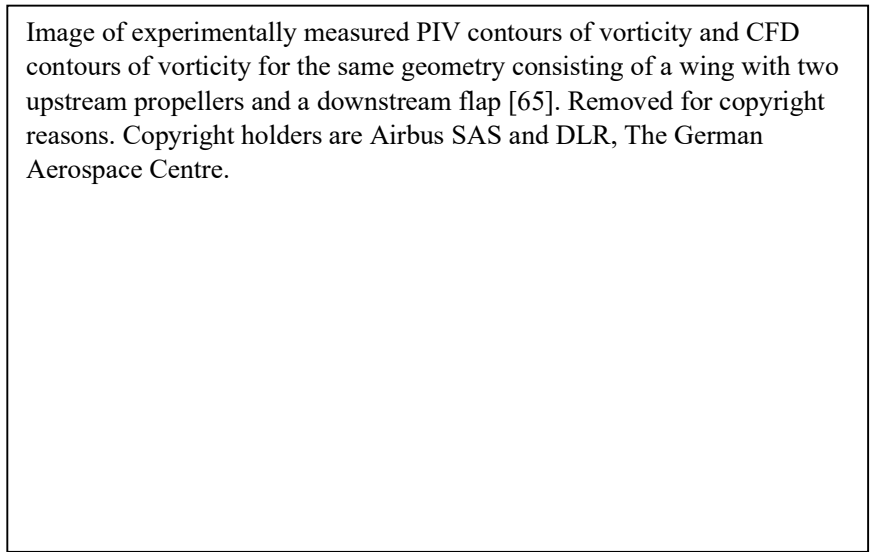 Image of experimentally measured PIV contours of vorticity and CFD
contours of vorticity for the same geometry consisting of a wing with two
upstream propellers and a downstream flap [65]. Removed for copyright
reasons. Copyright holders are Airbus SAS and DLR, The German
Aerospace Centre.